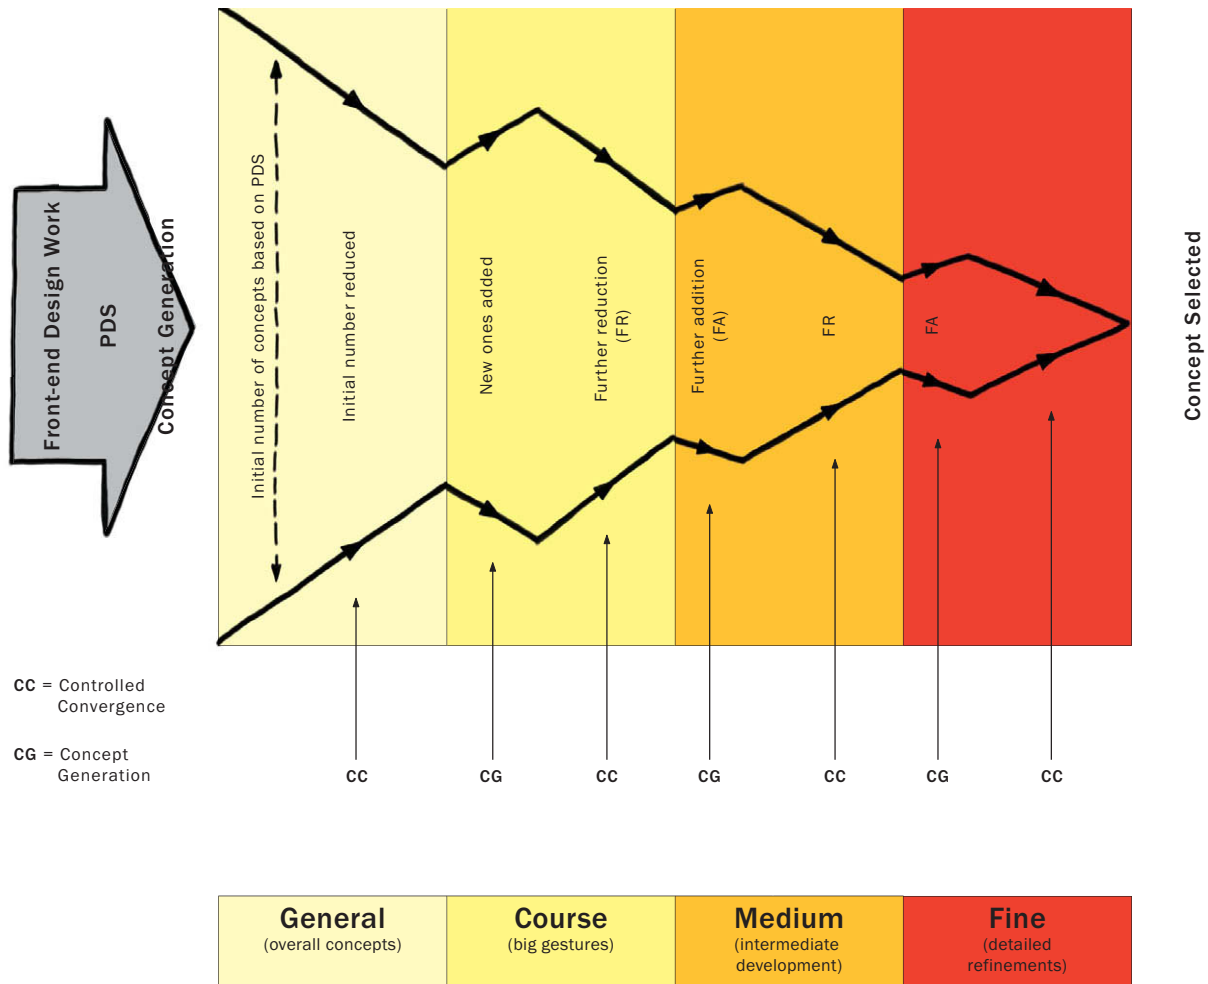 Front-end Design Work
PDS
Concept Generation
Initial number of concepts based on PDS
Initial number reduced
New ones added
Further reduction
(FR)
Further addition
(FA)
FR
FA
Concept Selected
CC = Controlled
Convergence
CG = Concept
Generation
CC
CG
CC
CG
CC
CG
CC
General
(overall concepts)
Course
(big gestures)
Medium
(intermediate
development)
Fine
(detailed
refinements)